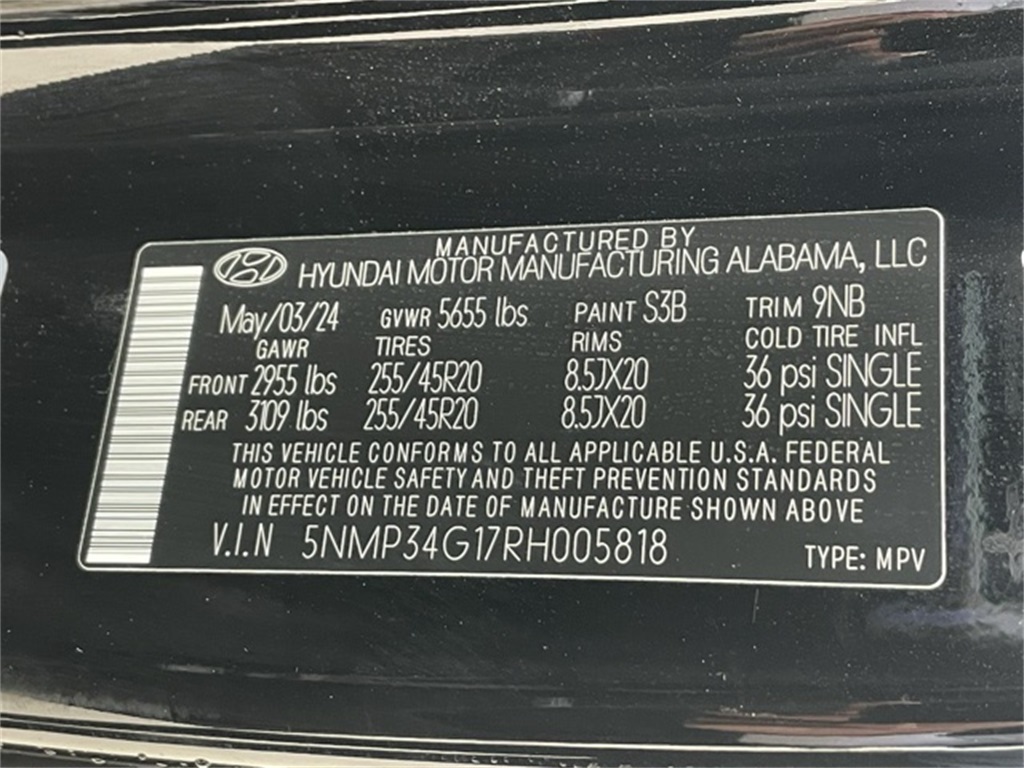 MANUFACTURED BY
HYUNDAI MOTOR MANUFACTURING ALABAMA, LLC
May/03/24 GVWR 5655 lbs PAINT S3B TRIM 9NB
GAWR TIRES RIMS COLD TIRE INFL
FRONT 2955 lbs 255/45R20 8.5JX20 36 psi SINGLE
REAR 3109 lbs 255/45R20 8.5JX20 36 psi SINGLE
THIS VEHICLE CONFORMS TO ALL APPLICABLE U.S.A. FEDERAL
MOTOR VEHICLE SAFETY AND THEFT PREVENTION STANDARDS
IN EFFECT ON THE DATE OF MANUFACTURE SHOWN ABOVE
V.I.N 5NMP34G17RH005818 TYPE: MPV